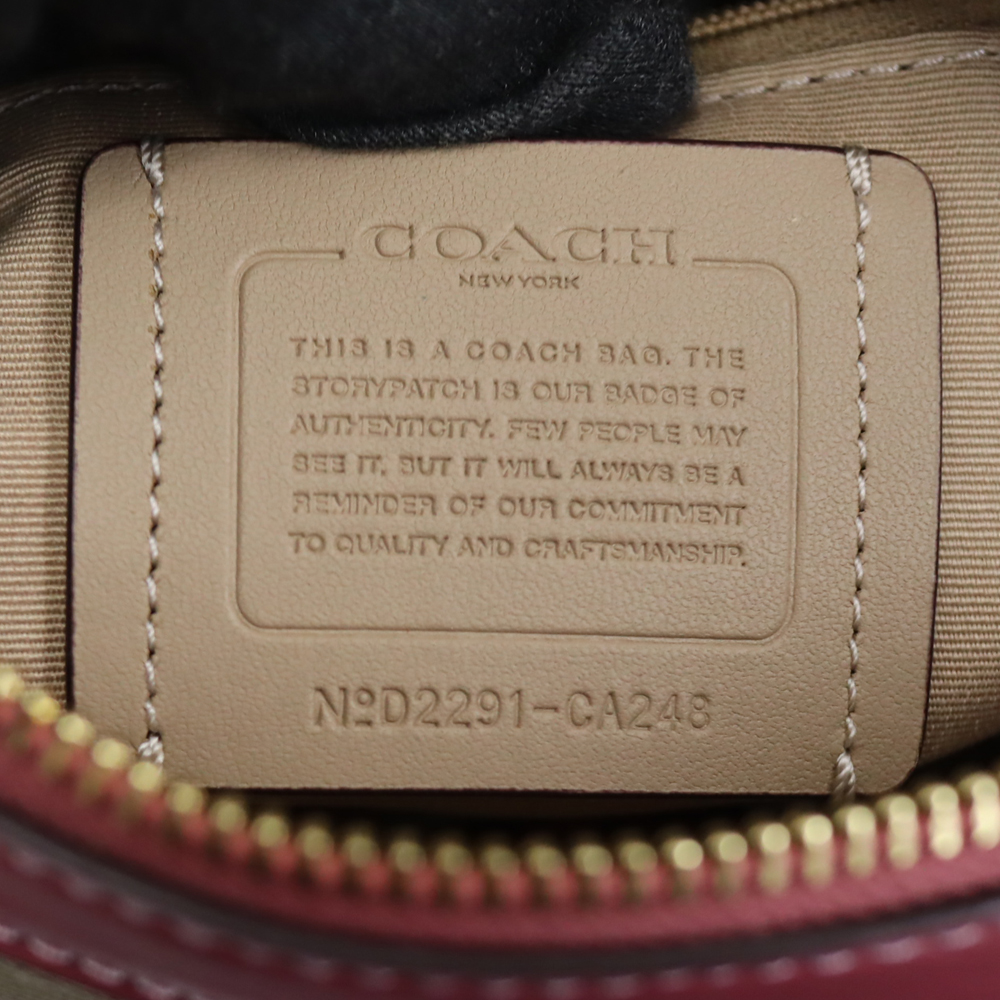 COACH
NEW YORK
THIS IS A COACH BAG. THE
STORYPATCH IS OUR BADGE OF
AUTHENTICITY. FEW PEOPLE MAY
SEE IT. BUT IT WILL ALWAYS BE A
REMINDER OF OUR COMMITMENT
TO QUALITY AND CRAFTSMANSHIP.
NºD2291-CA248